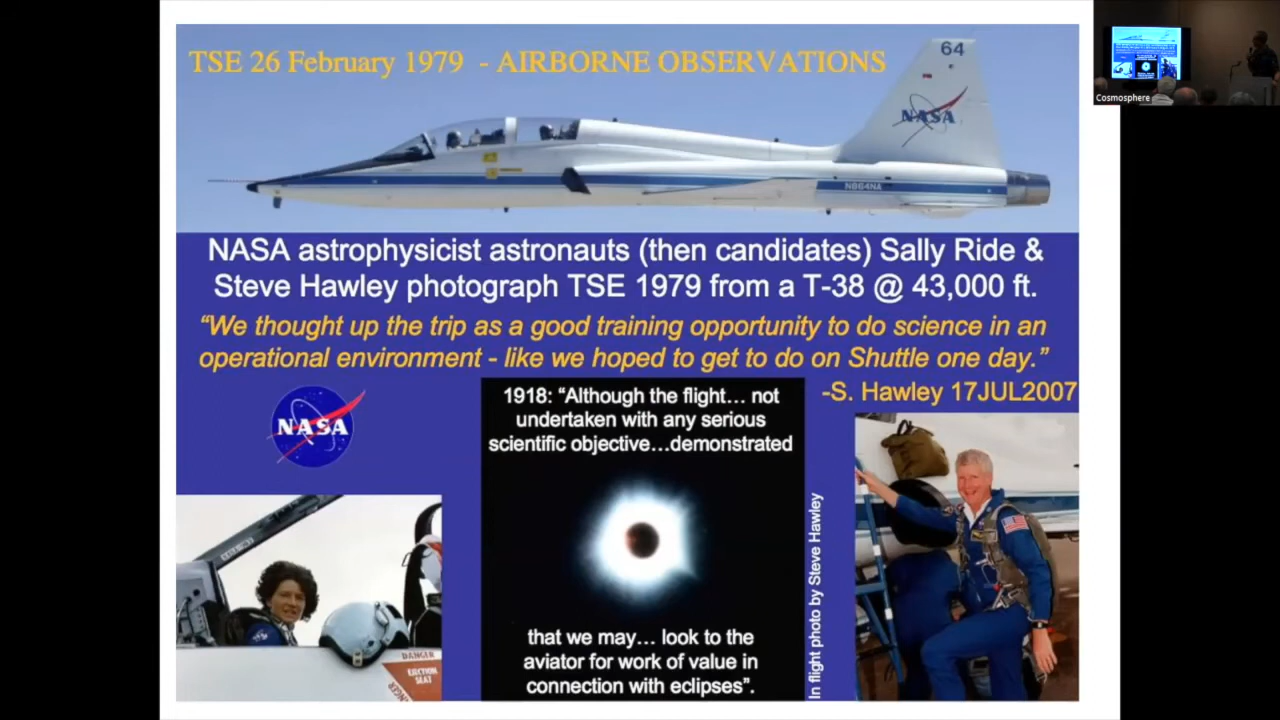 TSE 26 February 1979 - AIRBORNE OBSERVATIONS
64
NASA
N864NA
NASA astrophysicist astronauts (then candidates) Sally Ride &
Steve Hawley photograph TSE 1979 from a T-38 @ 43,000 ft.
“We thought up the trip as a good training opportunity to do science in an
operational environment - like we hoped to get to do on Shuttle one day.”
-S. Hawley 17JUL2007
NASA
1918: “Although the flight… not
undertaken with any serious
scientific objective…demonstrated
that we may… look to the
aviator for work of value in
connection with eclipses”.
In flight photo by Steve Hawley
DANGER
EJECTION
SEAT
Cosmosphere